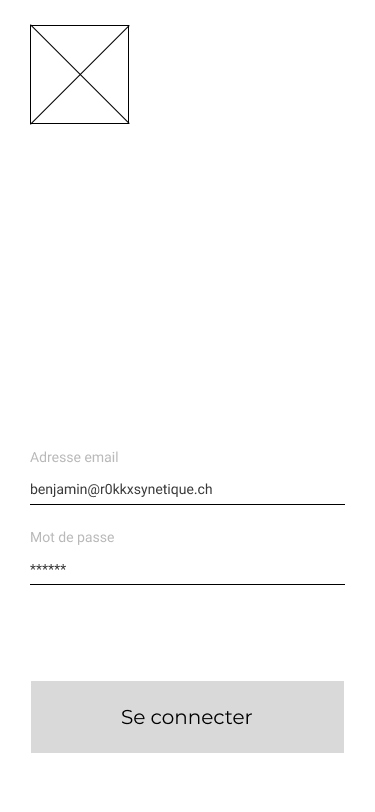 Adresse email
benjamin@r0kkxsynetique.ch
Mot de passe
******
Se connecter